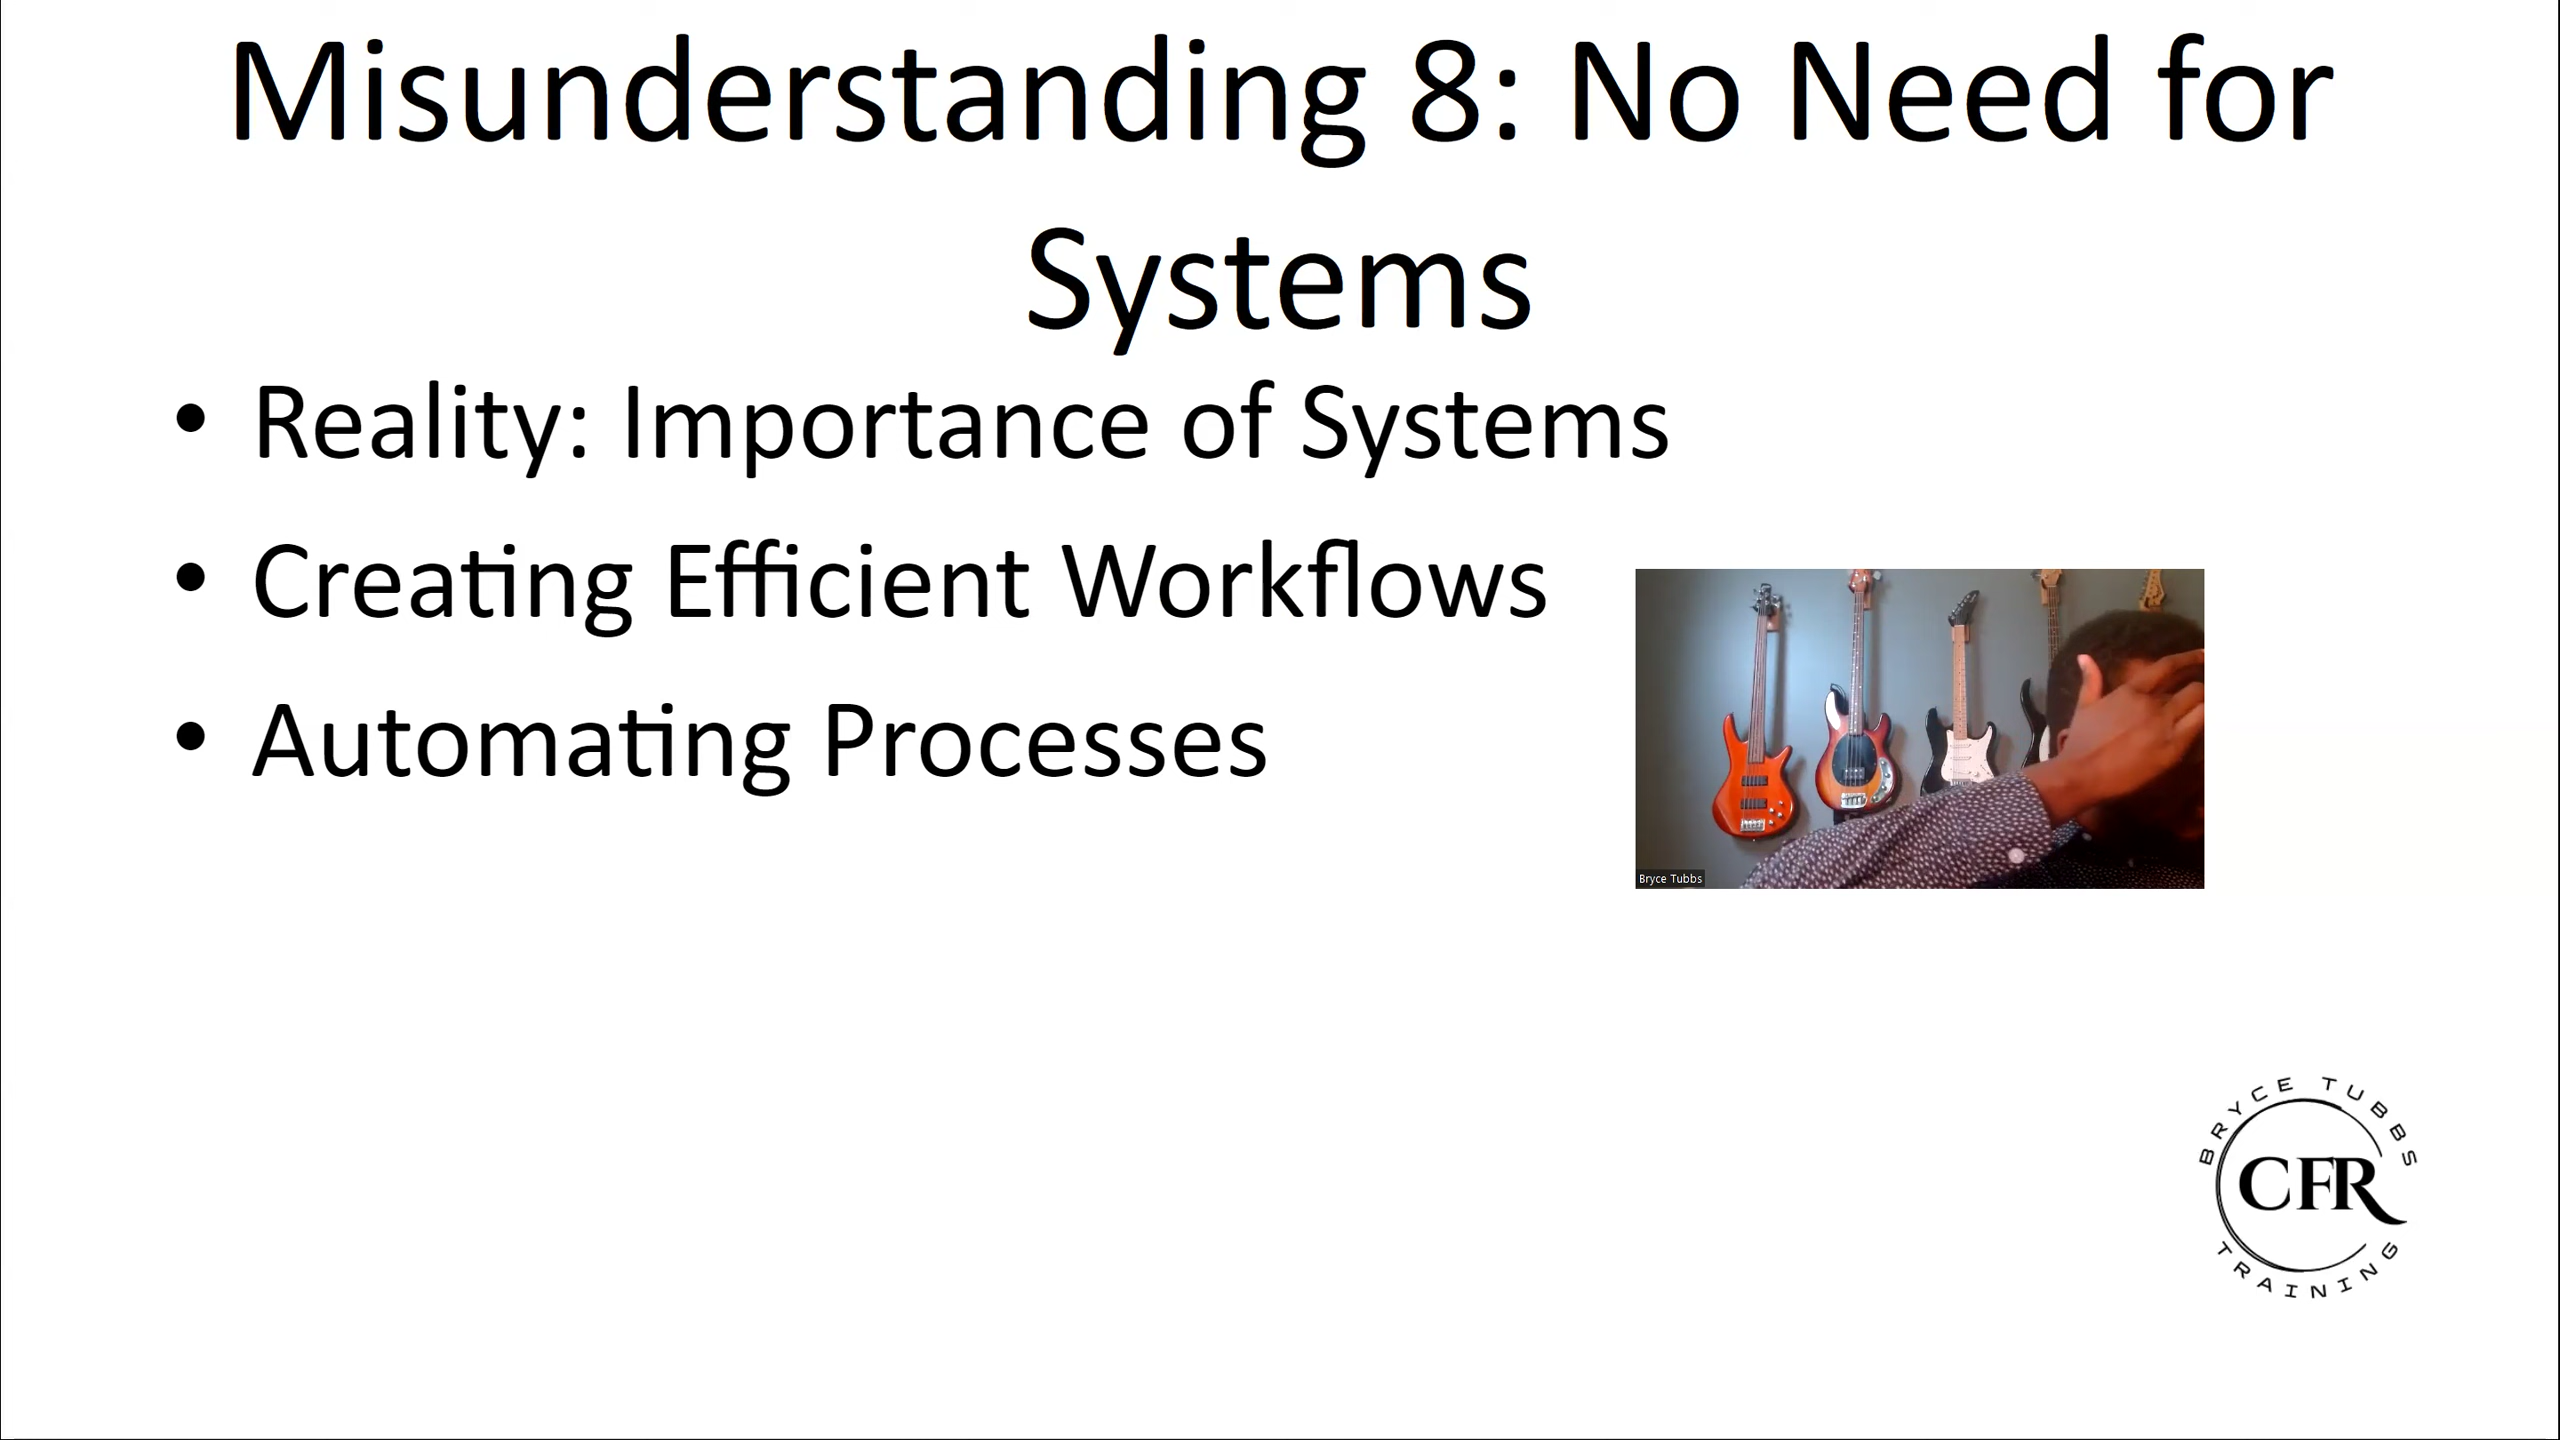 Misunderstanding 8: No Need for
Systems
• Reality: Importance of Systems
• Creating Efficient Workflows
• Automating Processes
Bryce Tubbs
BRYCE TUBBS
CFR
TRAINING